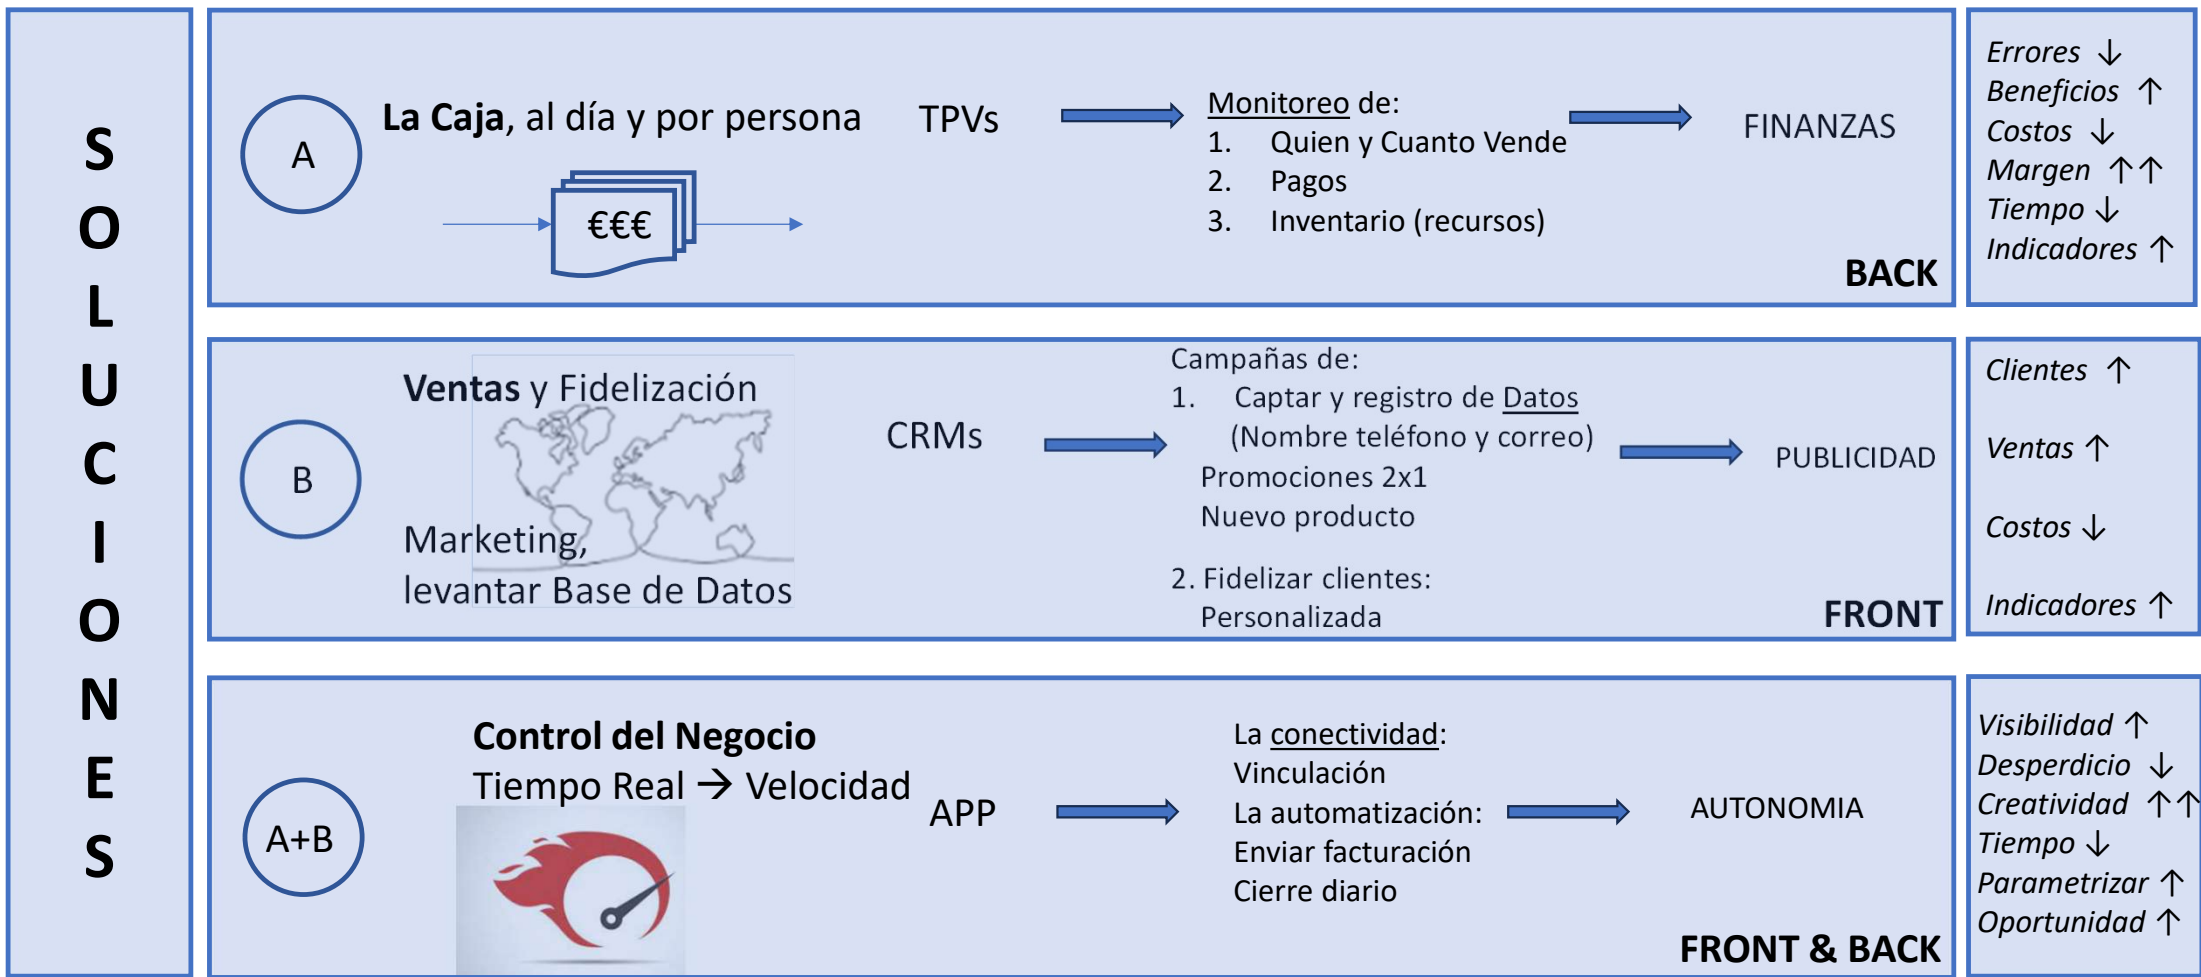 SOLUCIONES
A
La Caja, al día y por persona
€€€
TPVs
Monitoreo de:
1. Quien y Cuanto Vende
2. Pagos
3. Inventario (recursos)
FINANZAS
BACK
Errores ↓
Beneficios ↑
Costos ↓
Margen ↑↑
Tiempo ↓
Indicadores ↑
B
Ventas y Fidelización
Marketing,
levantar Base de Datos
CRMs
Campañas de:
1. Captar y registro de Datos
(Nombre teléfono y correo)
Promociones 2x1
Nuevo producto
2. Fidelizar clientes:
Personalizada
PUBLICIDAD
FRONT
Clientes ↑
Ventas ↑
Costos ↓
Indicadores ↑
A+B
Control del Negocio
Tiempo Real → Velocidad
APP
La conectividad:
Vinculación
La automatización:
Enviar facturación
Cierre diario
AUTONOMIA
FRONT & BACK
Visibilidad ↑
Desperdicio ↓
Creatividad ↑↑
Tiempo ↓
Parametrizar ↑
Oportunidad ↑